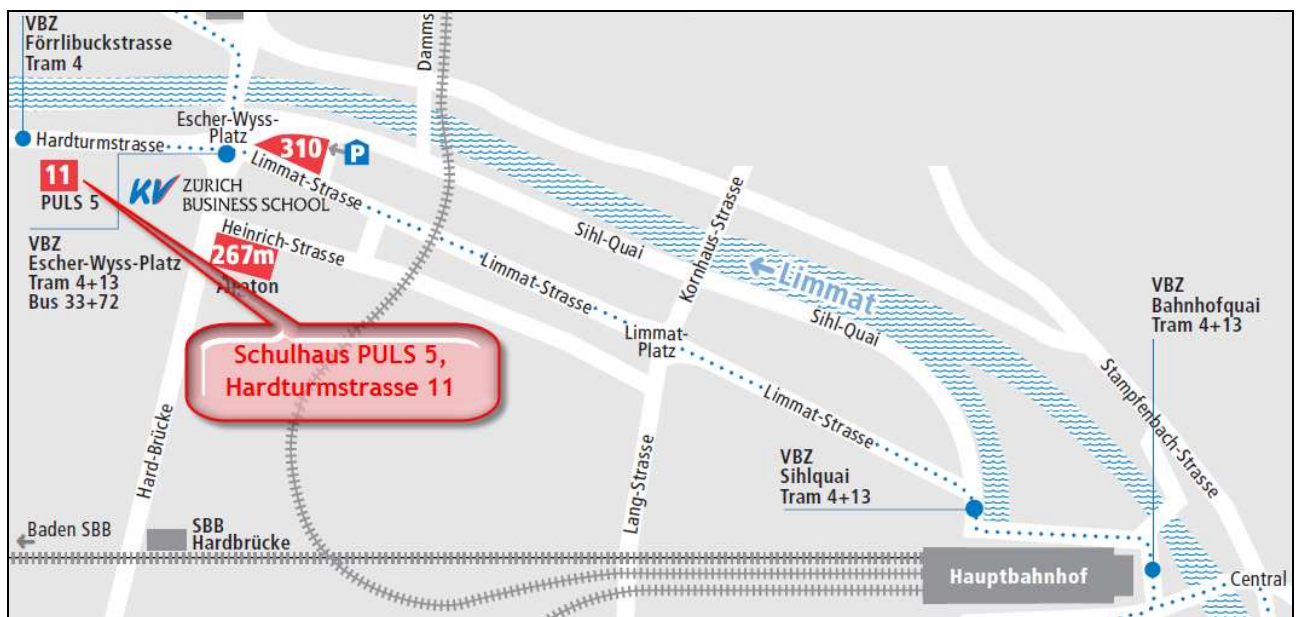 VBZ
Förrlibuckstrasse
Tram 4
Damms
Escher-Wyss-
Platz
Hardturmstrasse
310
P
11
PULS 5
KV ZÜRICH
BUSINESS SCHOOL
Limmat-Strasse
Heinrich-Strasse
267m
VBZ
Escher-Wyss-Platz
Tram 4+13
Bus 33+72
Sihl-Quai
Kornhaus-Strasse
Limmat-Strasse
Limmat
VBZ
Bahnhofquai
Tram 4+13
Sihl-Quai
Limmat-
Platz
Schulhaus PULS 5,
Hardturmstrasse 11
Stampfenbach-Strasse
Limmat-Strasse
Hard-Brücke
Lang-Strasse
VBZ
Sihlquai
Tram 4+13
Baden SBB
SBB
Hardbrücke
Hauptbahnhof
Central